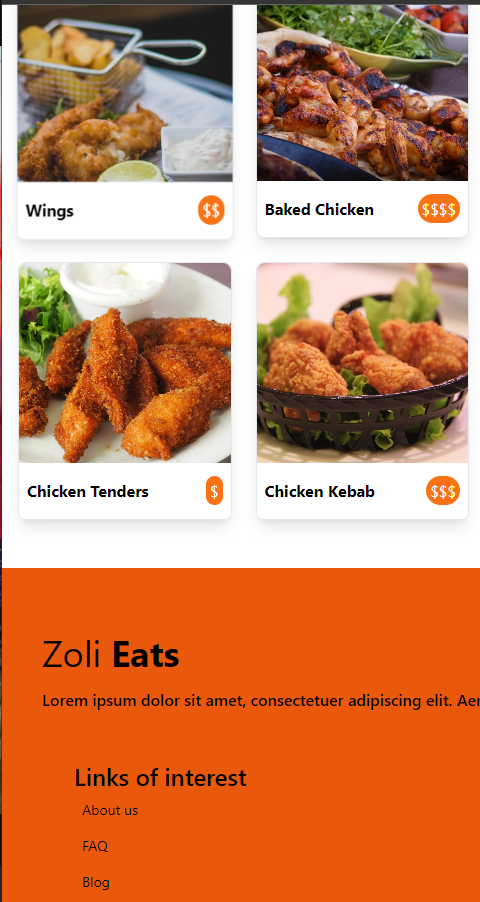 Wings $$
Baked Chicken $$$$
Chicken Tenders $
Chicken Kebab $$$
Zoli Eats
Lorem ipsum dolor sit amet, consectetuer adipiscing elit. Aen
Links of interest
About us
FAQ
Blog